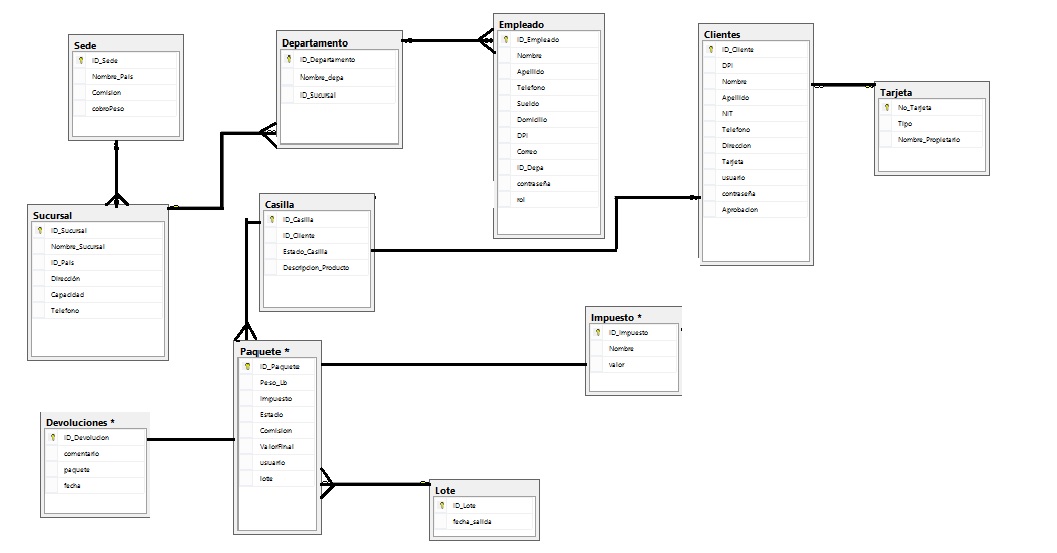 Sede
ID_Sede
Nombre_Pais
Comision
cobroPeso
Departamento
ID_Departamento
Nombre_depa
ID_Sucursal
Empleado
ID_Empleado
Nombre
Apellido
Telefono
Sueldo
Domicilio
DPI
Correo
ID_Depa
contraseña
rol
Clientes
ID_Cliente
DPI
Nombre
Apellido
NIT
Telefono
Direccion
Tarjeta
usuario
contraseña
Aprobacion
Tarjeta
No_Tarjeta
Tipo
Nombre_Propietario
Sucursal
ID_Sucursal
Nombre_Sucursal
ID_Pais
Dirección
Capacidad
Telefono
Casilla
ID_Casilla
ID_Cliente
Estado_Casilla
Descripcion_Producto
Impuesto *
ID_Impuesto
Nombre
valor
Paquete *
ID_Paquete
Peso_Lb
Impuesto
Estado
Comision
ValorFinal
usuario
lote
Devoluciones *
ID_Devolucion
comentario
paquete
fecha
Lote
ID_Lote
fecha_salida